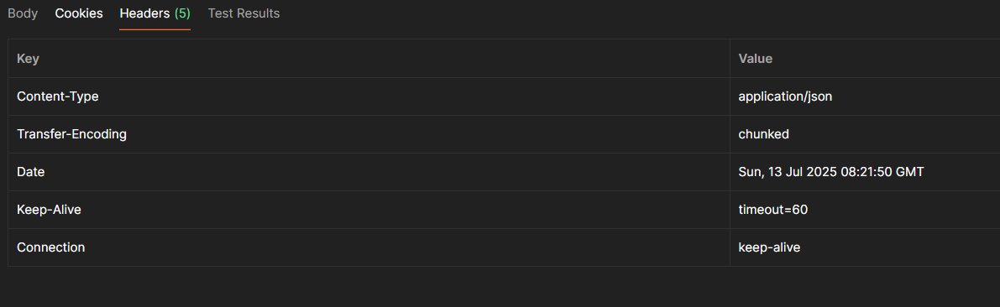 Body Cookies Headers (5) Test Results
Key Value
Content-Type application/json
Transfer-Encoding chunked
Date Sun, 13 Jul 2025 08:21:50 GMT
Keep-Alive timeout=60
Connection keep-alive